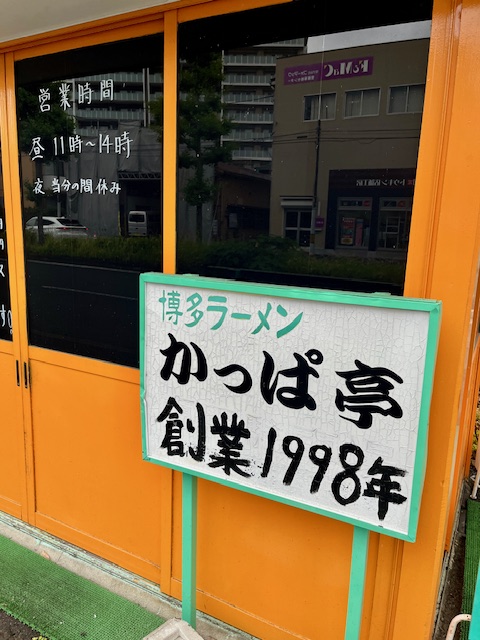 営業時間
昼11時～14時
夜 当分の間休み
博多ラーメン
かっぱ亭
創業1998年